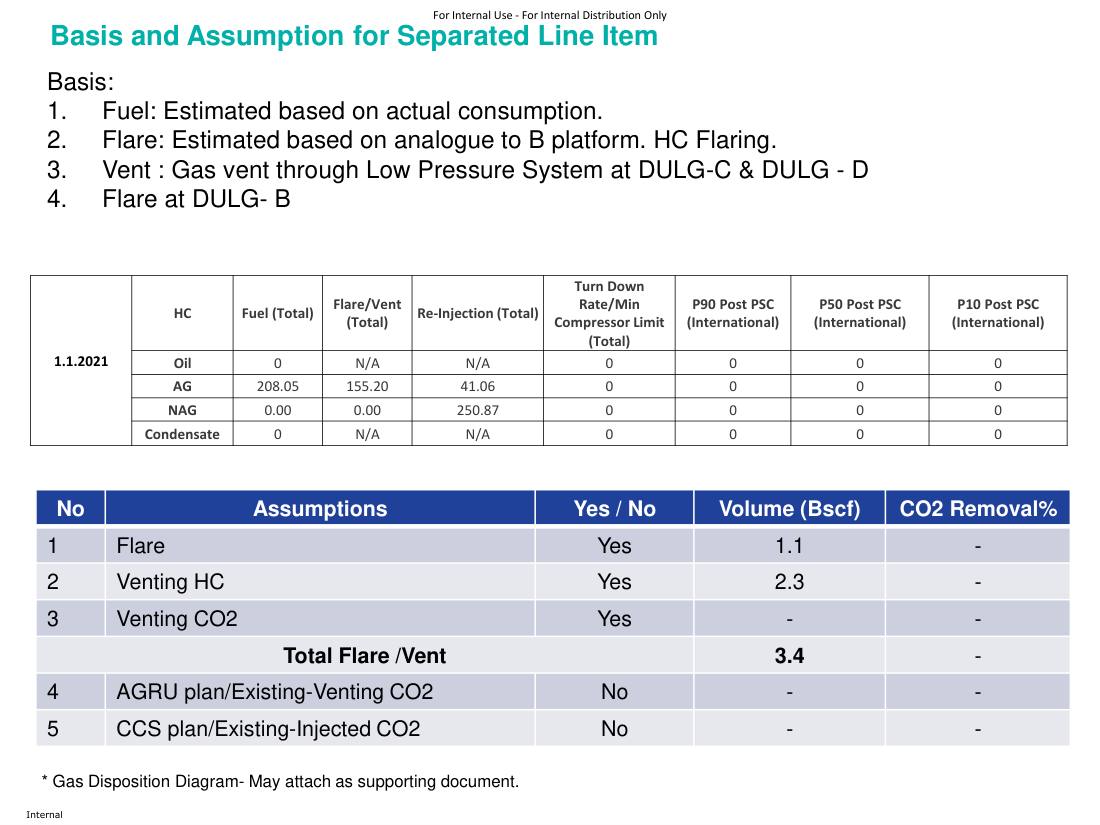 For Internal Use - For Internal Distribution Only
Basis and Assumption for Separated Line Item
Basis:
1. Fuel: Estimated based on actual consumption.
2. Flare: Estimated based on analogue to B platform. HC Flaring.
3. Vent : Gas vent through Low Pressure System at DULG-C & DULG - D
4. Flare at DULG- B
1.1.2021
HC Fuel (Total) Flare/Vent (Total) Re-Injection (Total) Turn Down Rate/Min Compressor Limit (Total) P90 Post PSC (International) P50 Post PSC (International) P10 Post PSC (International)
Oil 0 N/A N/A 0 0 0 0
AG 208.05 155.20 41.06 0 0 0 0
NAG 0.00 0.00 250.87 0 0 0 0
Condensate 0 N/A N/A 0 0 0 0
No Assumptions Yes / No Volume (Bscf) CO2 Removal%
1 Flare Yes 1.1 -
2 Venting HC Yes 2.3 -
3 Venting CO2 Yes - -
Total Flare /Vent 3.4 -
4 AGRU plan/Existing-Venting CO2 No - -
5 CCS plan/Existing-Injected CO2 No - -
* Gas Disposition Diagram- May attach as supporting document.
Internal